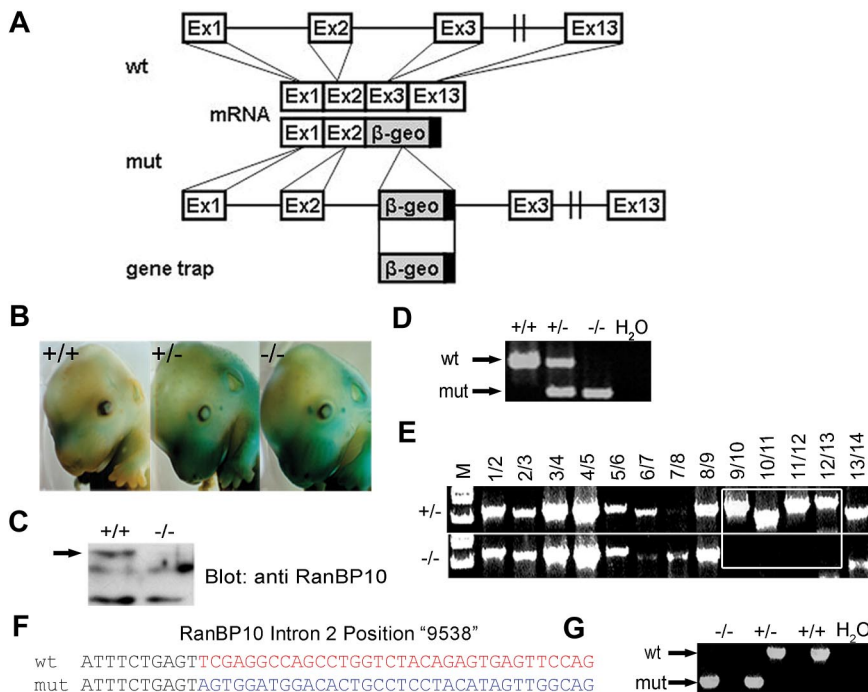 A
Ex1 Ex2 Ex3 Ex13
wt
Ex1 Ex2 Ex3 Ex13
mRNA
Ex1 Ex2 β-geo
mut
Ex1 Ex2 β-geo Ex3 Ex13
gene trap β-geo
B
+/+ +/- -/-
C
+/+ -/-
Blot: anti RanBP10
D
+/+ +/- -/- H2O
wt
mut
E
M 1/2 2/3 3/4 4/5 5/6 6/7 7/8 8/9 9/10 10/11 11/12 12/13 13/14
+/-
-/-
F
RanBP10 Intron 2 Position “9538”
wt ATTTCTGAGTTCGAGGCCAGCCTGGTCTACAGAGTGAGTTCCAG
mut ATTTCTGAGTAGTGGATGGACACTGCCTCCTACATAGTTGGCAG
G
-/- +/- +/+ H2O
wt
mut